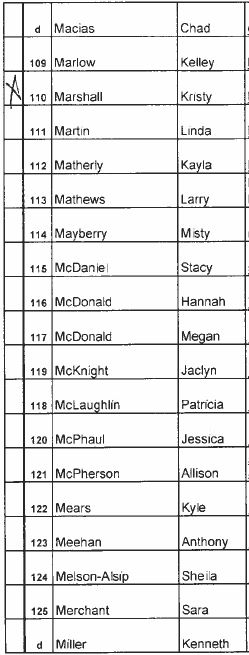 d Macias Chad
109 Marlow Kelley
X 110 Marshall Kristy
111 Martin Linda
112 Matherly Kayla
113 Mathews Larry
114 Mayberry Misty
115 McDaniel Stacy
116 McDonald Hannah
117 McDonald Megan
119 McKnight Jaclyn
118 McLaughlin Patricia
120 McPhaul Jessica
121 McPherson Allison
122 Mears Kyle
123 Meehan Anthony
124 Melson-Alsip Sheila
125 Merchant Sara
d Miller Kenneth